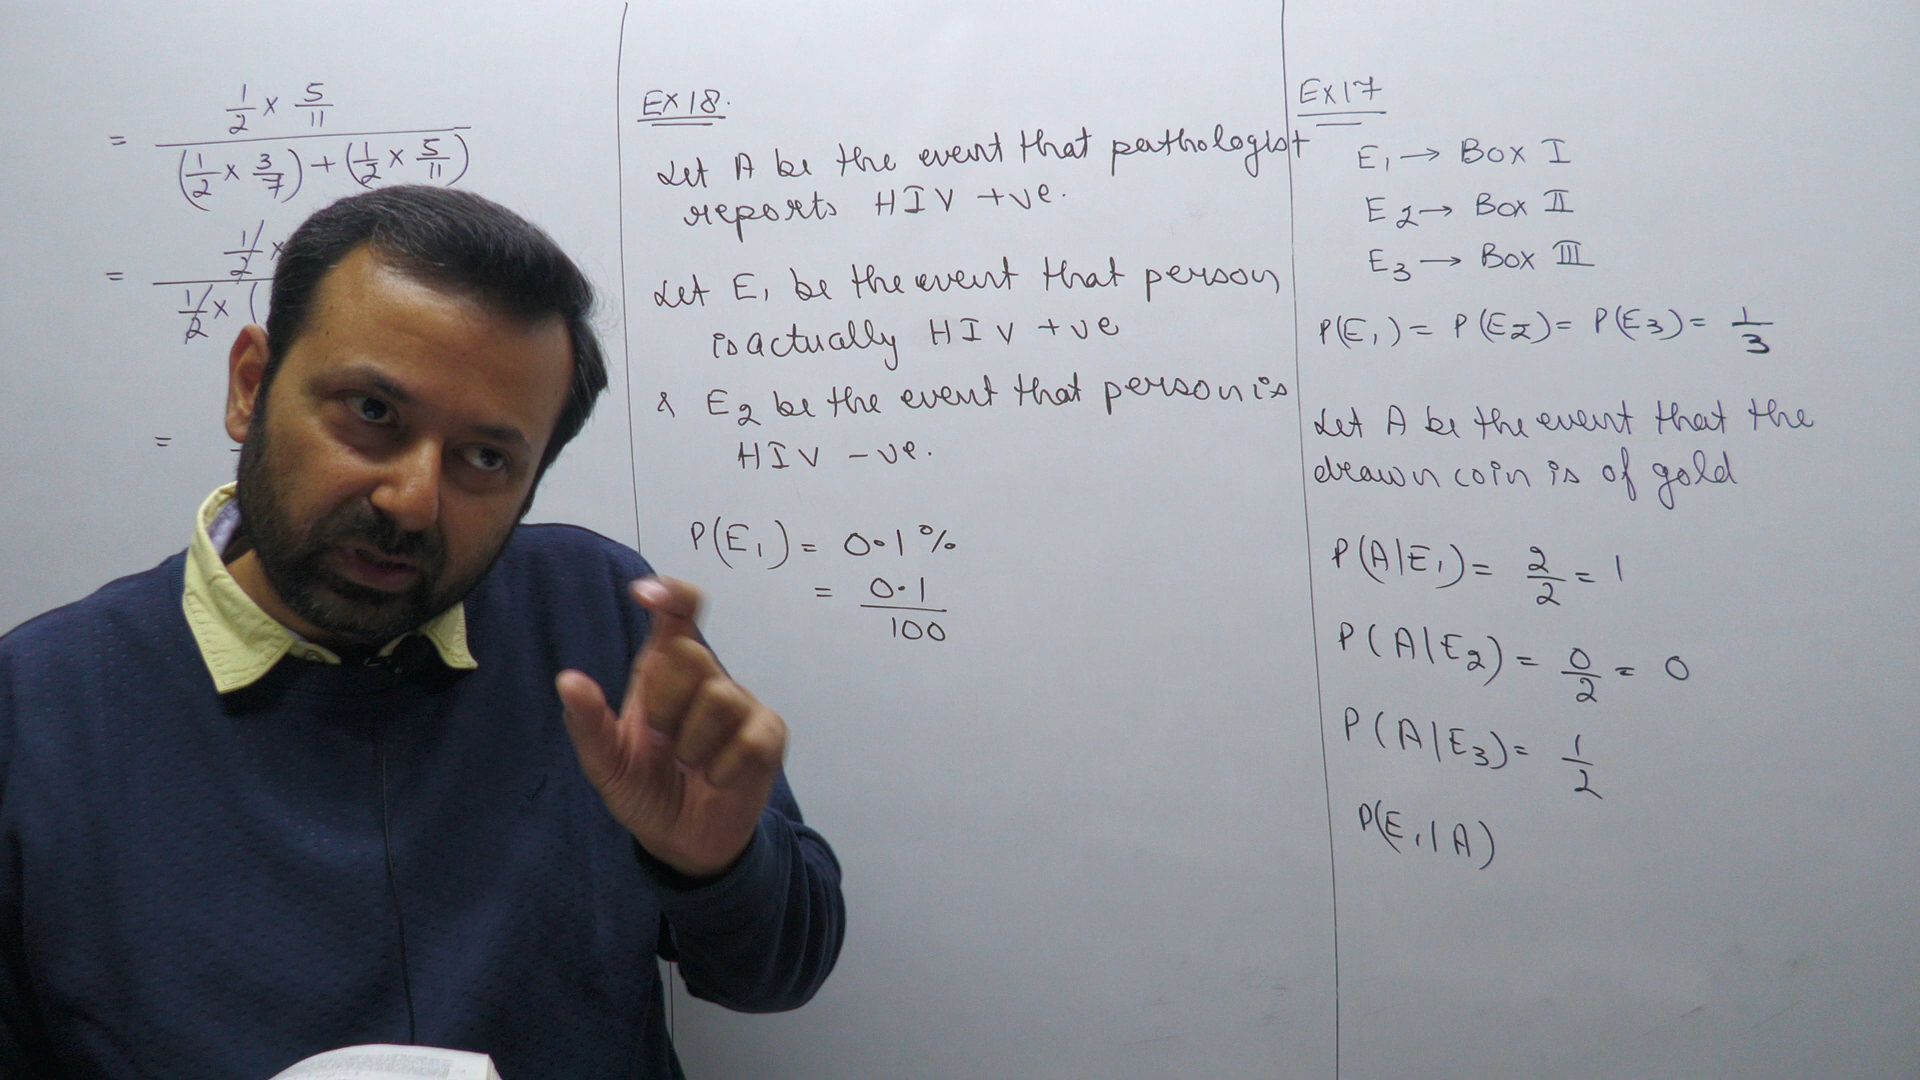 = 1/2 × 5/11
(1/2 × 3/7) + (1/2 × 5/11)
= 1/2 ×
1/2 × (
=
EX 18.
Let A be the event that pathologist
reports HIV +ve.
Let E1 be the event that person
is actually HIV +ve
& E2 be the event that person is
HIV -ve.
P(E1) = 0.1%
= 0.1
100
EX 17
E1 → Box I
E2 → Box II
E3 → Box III
P(E1) = P(E2) = P(E3) = 1/3
Let A be the event that the
drawn coin is of gold
P(A|E1) = 2/2 = 1
P(A|E2) = 0/2 = 0
P(A|E3) = 1/2
P(E1|A)